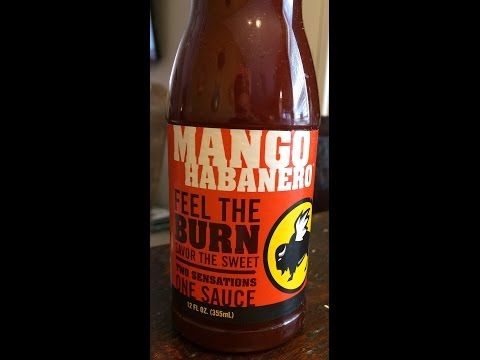 MANGO
HABANERO
FEEL THE
BURN
SAVOR THE SWEET
TWO SENSATIONS
ONE SAUCE
12 FL OZ. (355mL)